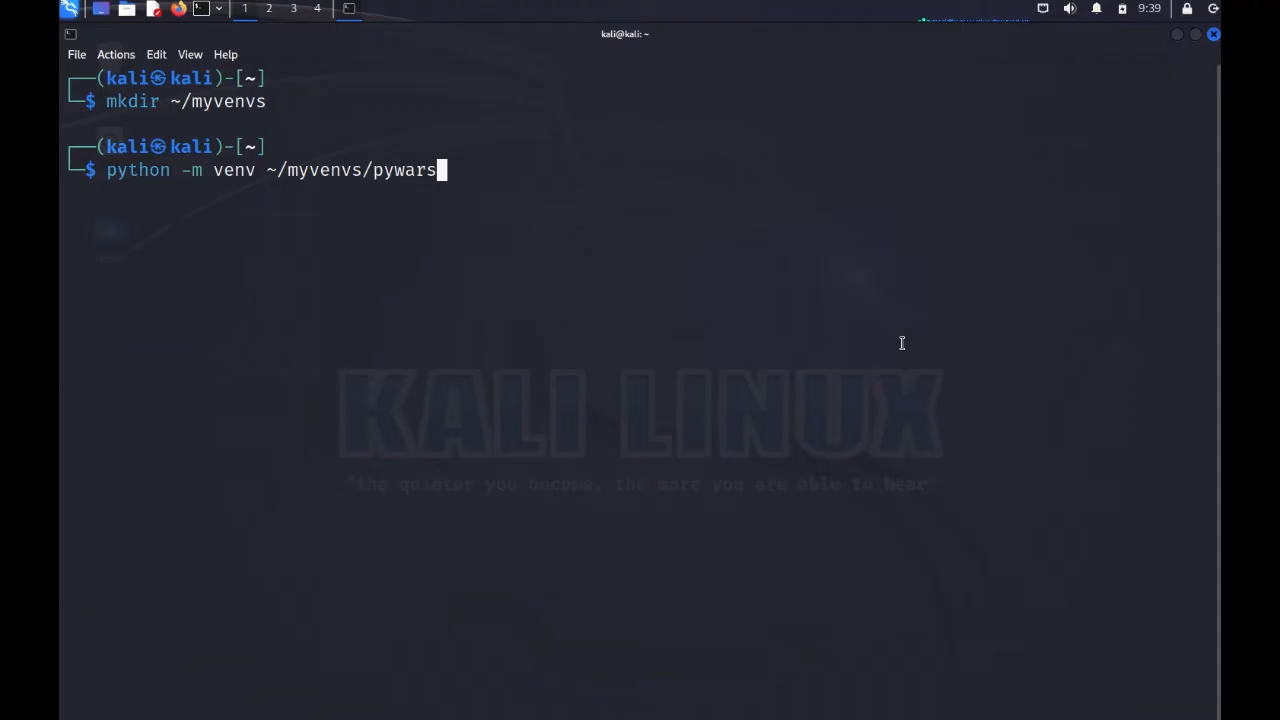 1 2 3 4 9:39
kali@kali: ~
File Actions Edit View Help
┌──(kali㉿kali)-[~]
└─$ mkdir ~/myvenvs
┌──(kali㉿kali)-[~]
└─$ python -m venv ~/myvenvs/pywars
KALI LINUX
"the quieter you become, the more you are able to hear"